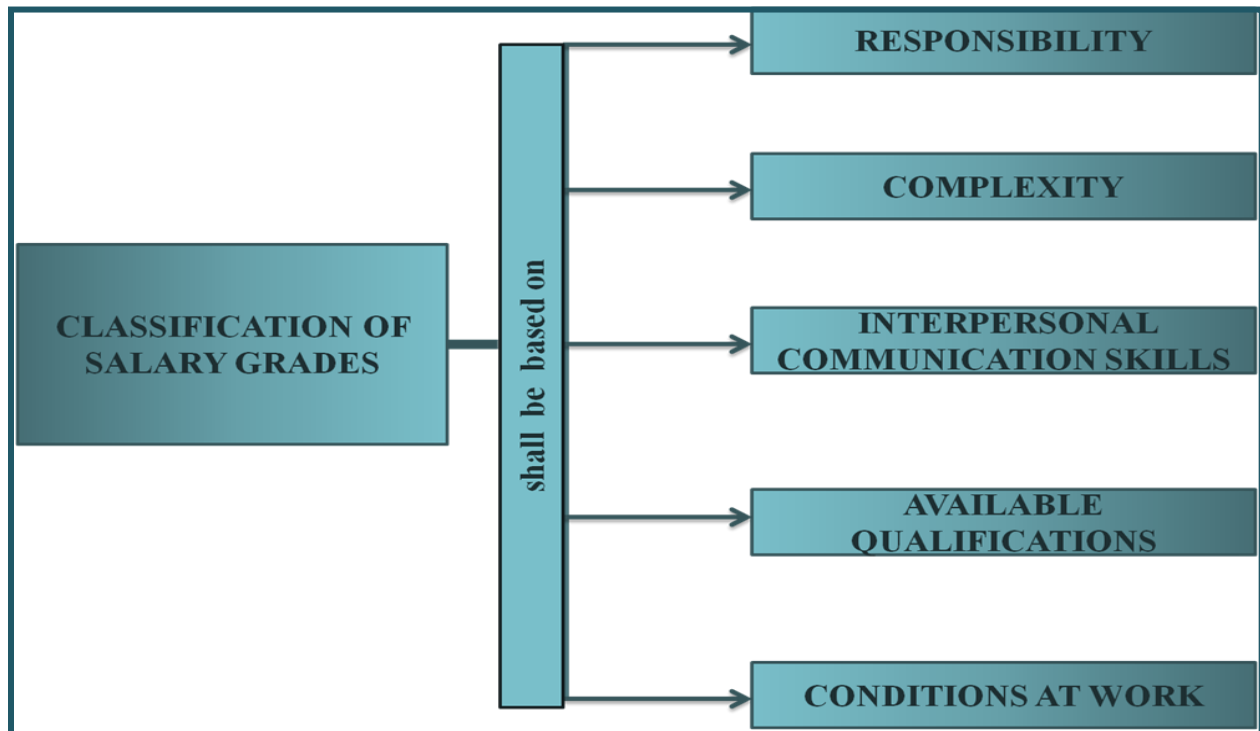 CLASSIFICATION OF
SALARY GRADES
shall be based on
RESPONSIBILITY
COMPLEXITY
INTERPERSONAL
COMMUNICATION SKILLS
AVAILABLE
QUALIFICATIONS
CONDITIONS AT WORK